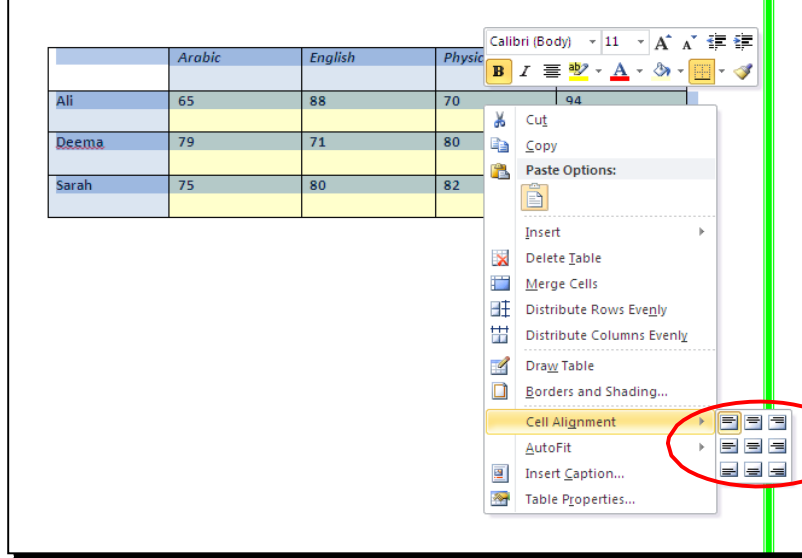 Calibri (Body) 11 A A
B I ab A
Arabic English Physic
Ali 65 88 70 94
Deema 79 71 80
Sarah 75 80 82
Cut
Copy
Paste Options:
Insert
Delete Table
Merge Cells
Distribute Rows Evenly
Distribute Columns Evenly
Draw Table
Borders and Shading...
Cell Alignment
AutoFit
Insert Caption...
Table Properties...